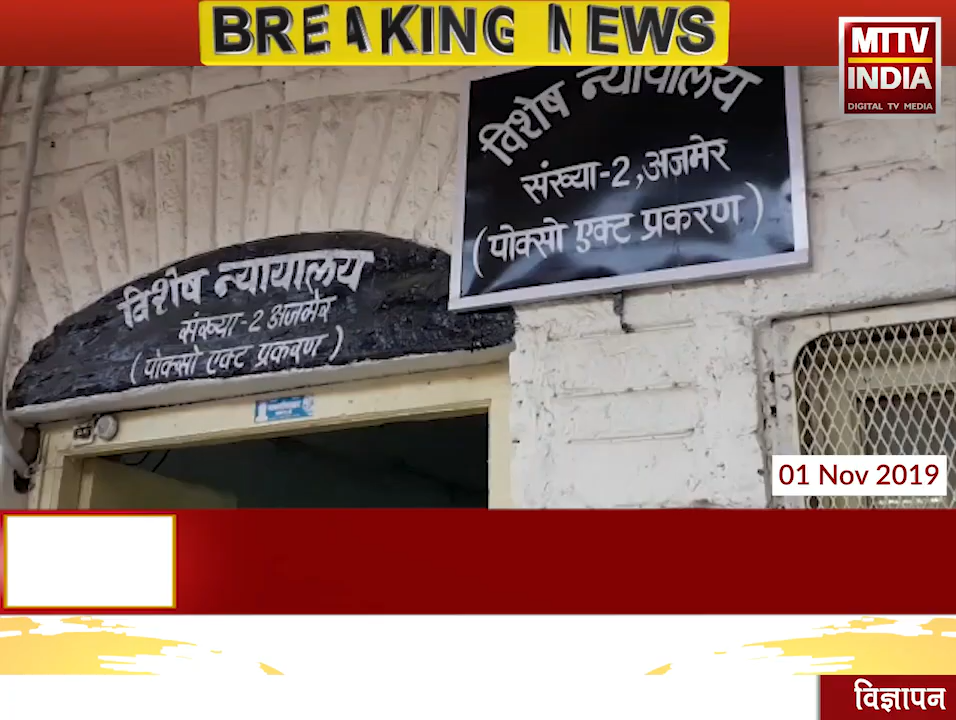 BREAKING NEWS
MTTV
INDIA
DIGITAL TV MEDIA
विशेष न्यायालय
संख्या-2,अजमेर
(पोक्सो एक्ट प्रकरण)
विशेष न्यायालय
संख्या-2 अजमेर
(पोक्सो एक्ट प्रकरण)
01 Nov 2019
विज्ञापन